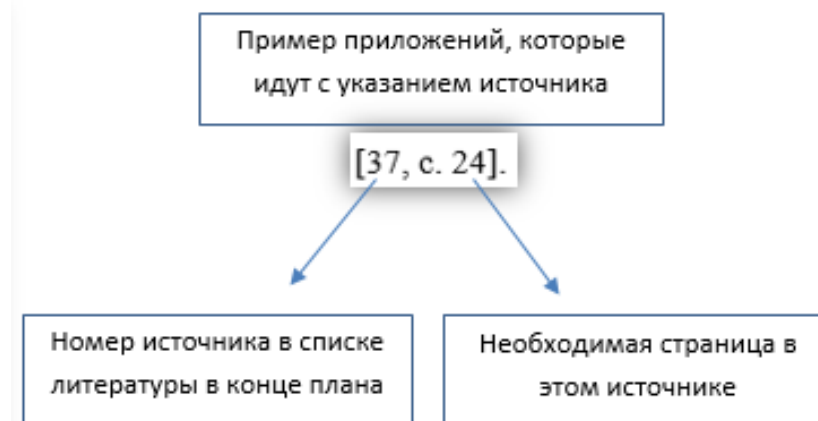 Пример приложений, которые
идут с указанием источника
[37, с. 24].
Номер источника в списке
литературы в конце плана
Необходимая страница в
этом источнике